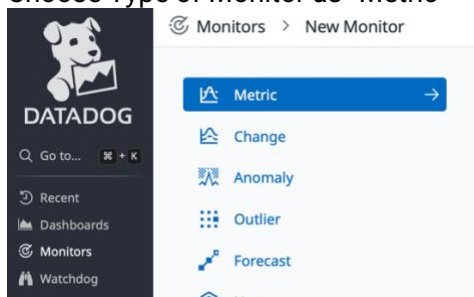 Monitors > New Monitor
DATADOG
Q Go to... ⌘ + K
Recent
Dashboards
Monitors
Watchdog
Metric →
Change
Anomaly
Outlier
Forecast